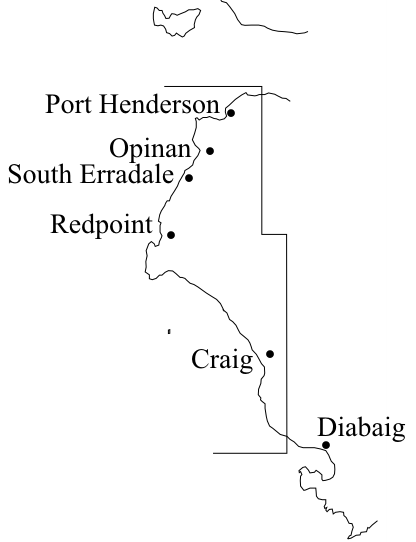 Port Henderson
Opinan
South Erradale
Redpoint
Craig
Diabaig